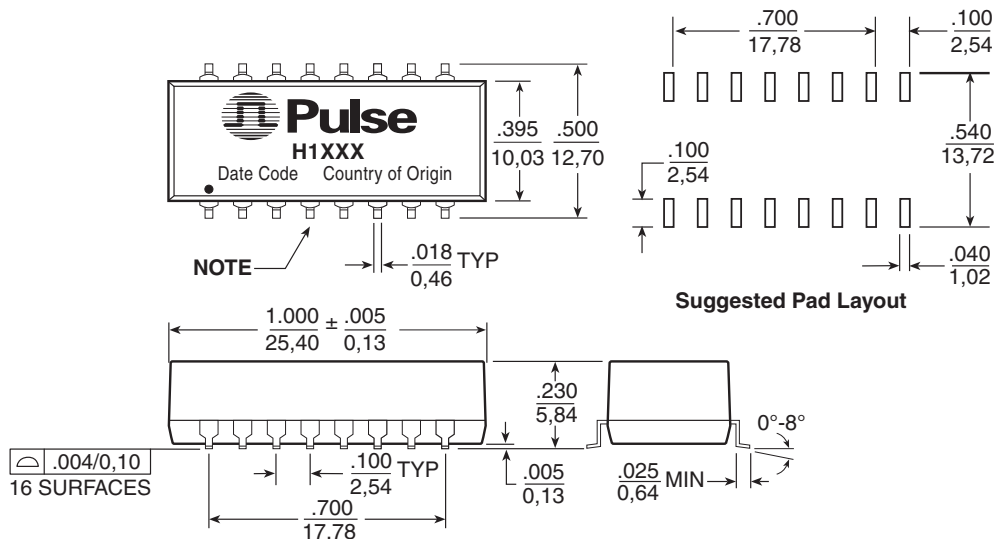 .700
17,78
.100
2,54
Pulse
H1XXX
Date Code Country of Origin
.395
10,03
.500
12,70
.540
13,72
.100
2,54
NOTE
.018
0,46
TYP
.040
1,02
Suggested Pad Layout
1.000 ± .005
25,40 0,13
.230
5,84
0°-8°
.004/0,10
16 SURFACES
.100
2,54
TYP
.005
0,13
.025
0,64
MIN
.700
17,78